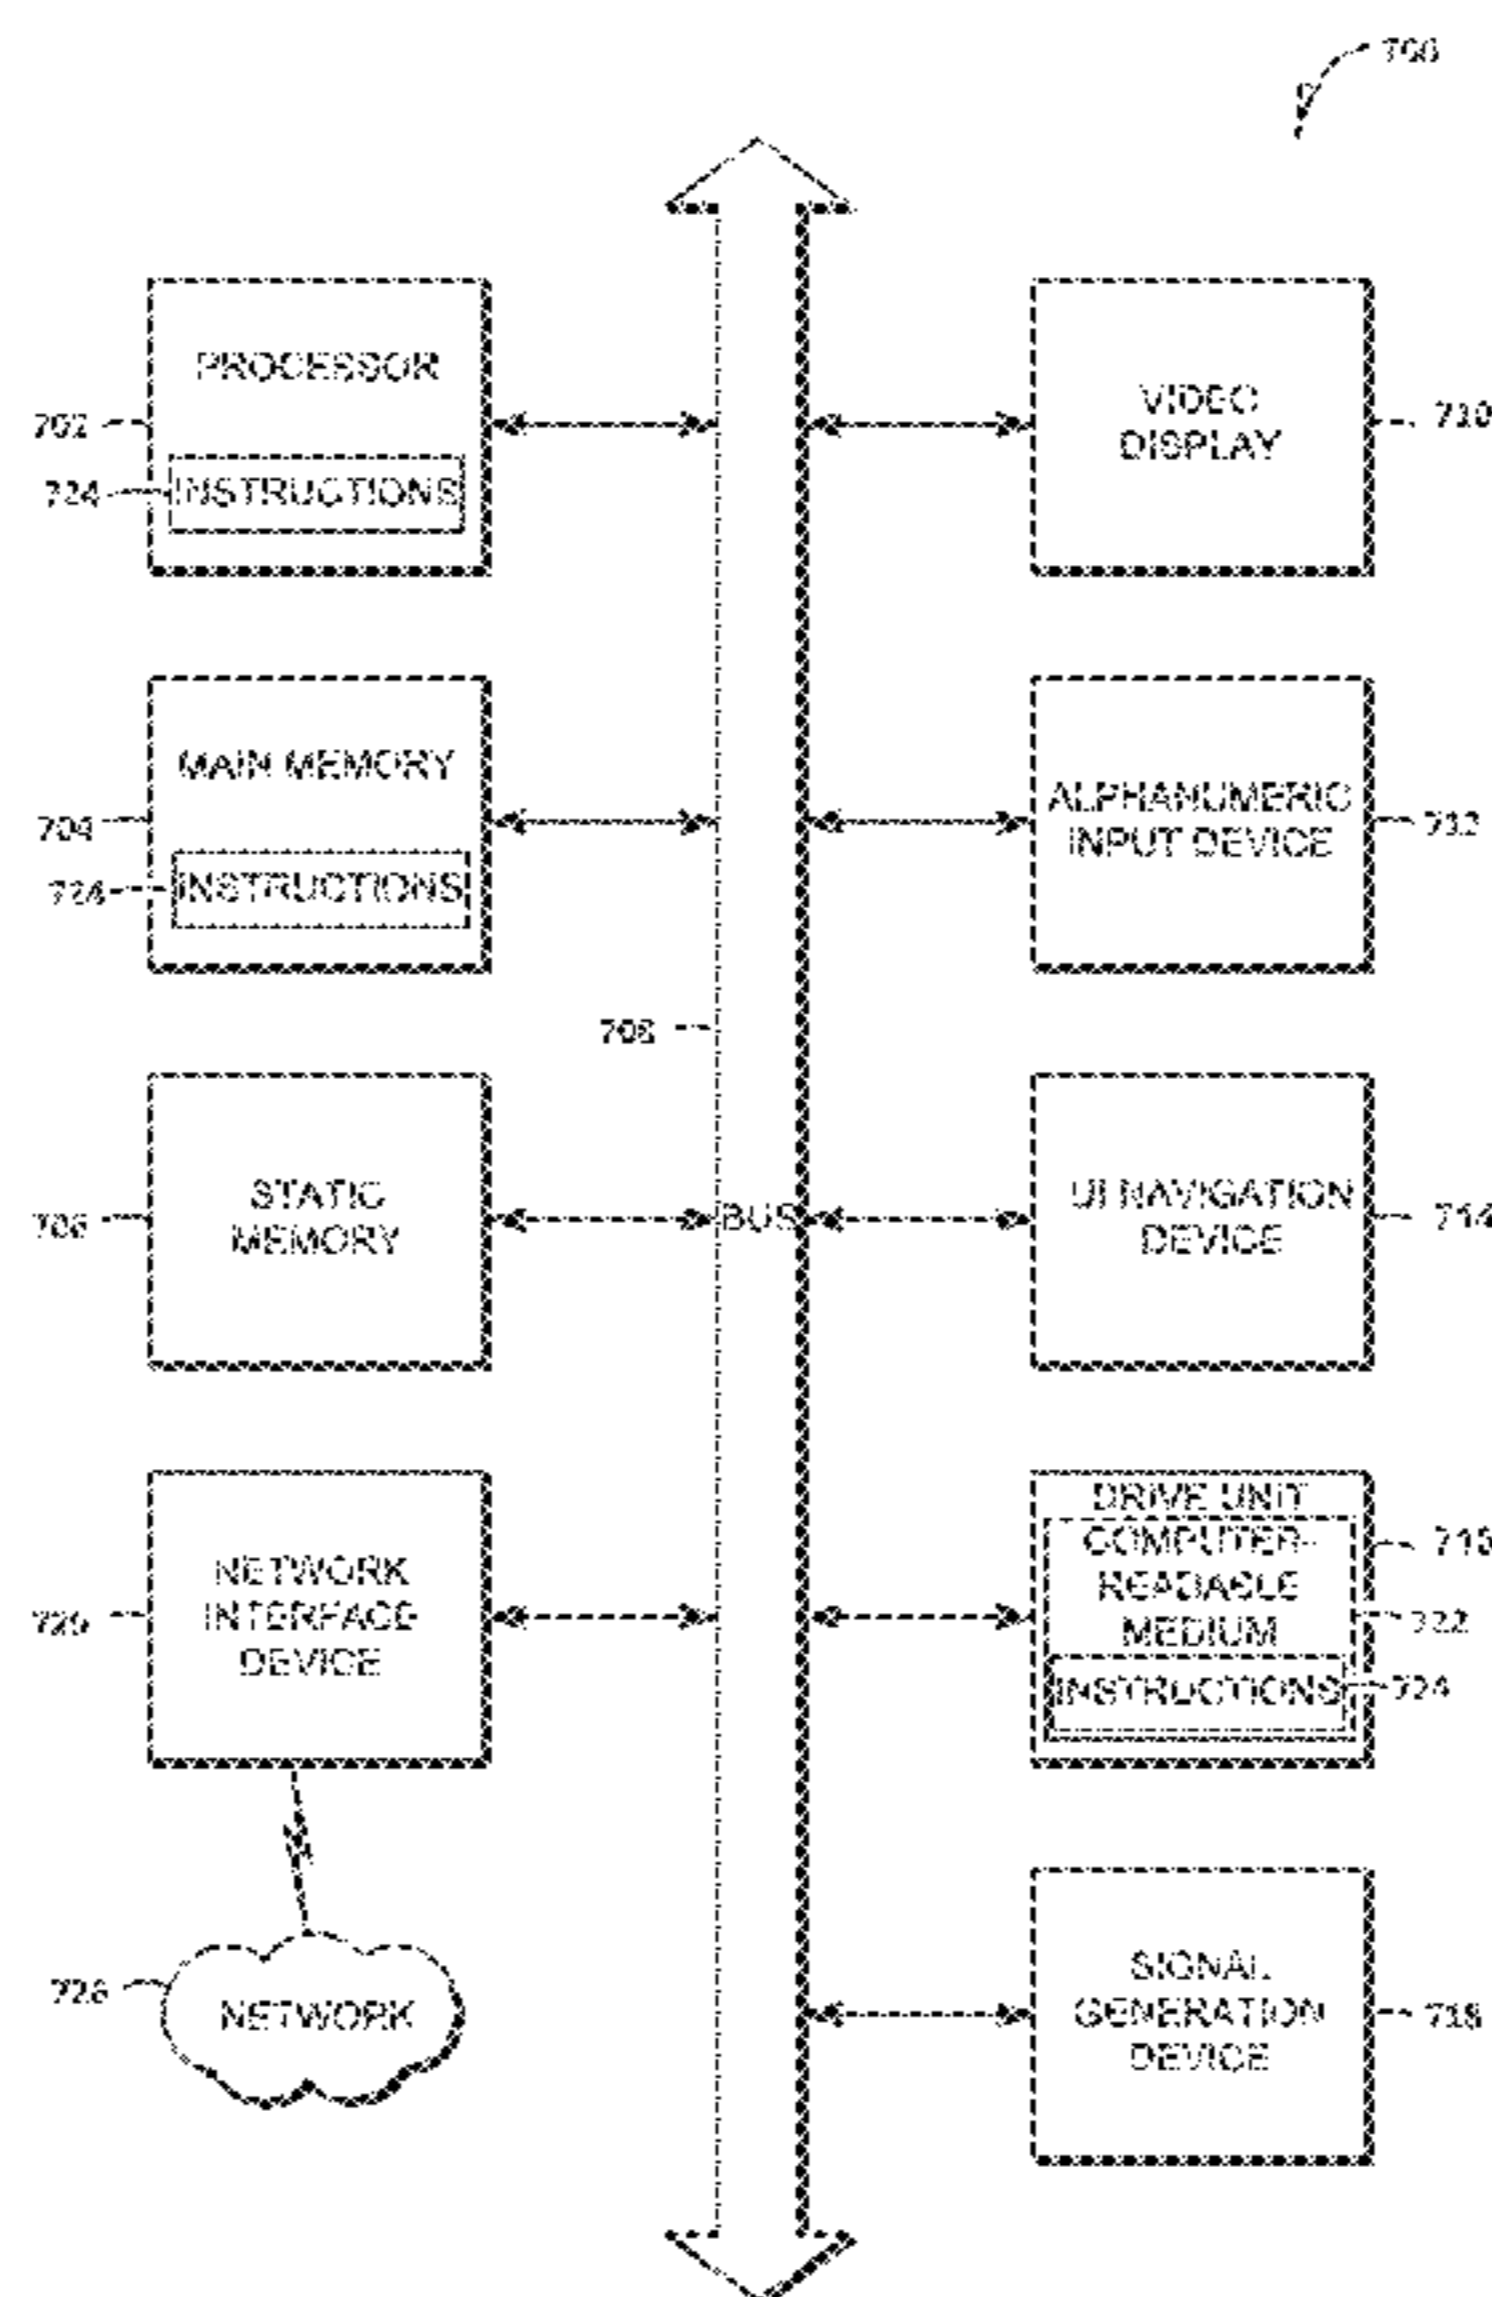 700
PROCESSOR
702
724
INSTRUCTIONS
MAIN MEMORY
704
724
INSTRUCTIONS
708
STATIC
MEMORY
706
BUS
NETWORK
INTERFACE
DEVICE
720
726
NETWORK
VIDEO
DISPLAY
710
ALPHANUMERIC
INPUT DEVICE
712
UI NAVIGATION
DEVICE
714
DRIVE UNIT
COMPUTER-
READABLE
MEDIUM
716
722
INSTRUCTIONS
724
SIGNAL
GENERATION
DEVICE
718